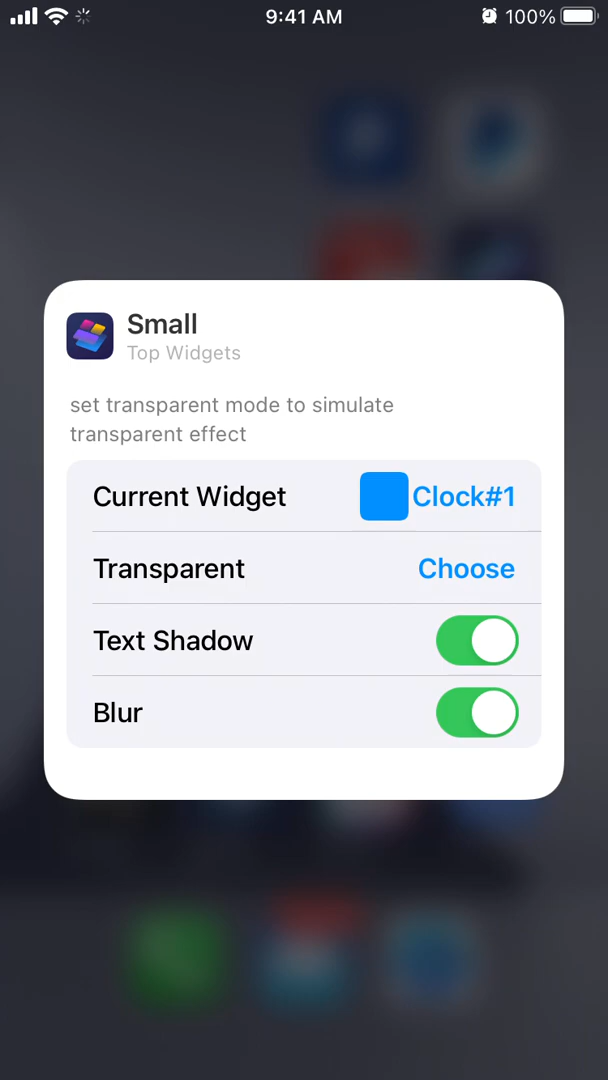 9:41 AM
100%
Small
Top Widgets
set transparent mode to simulate
transparent effect
Current Widget
Clock#1
Transparent
Choose
Text Shadow
Blur